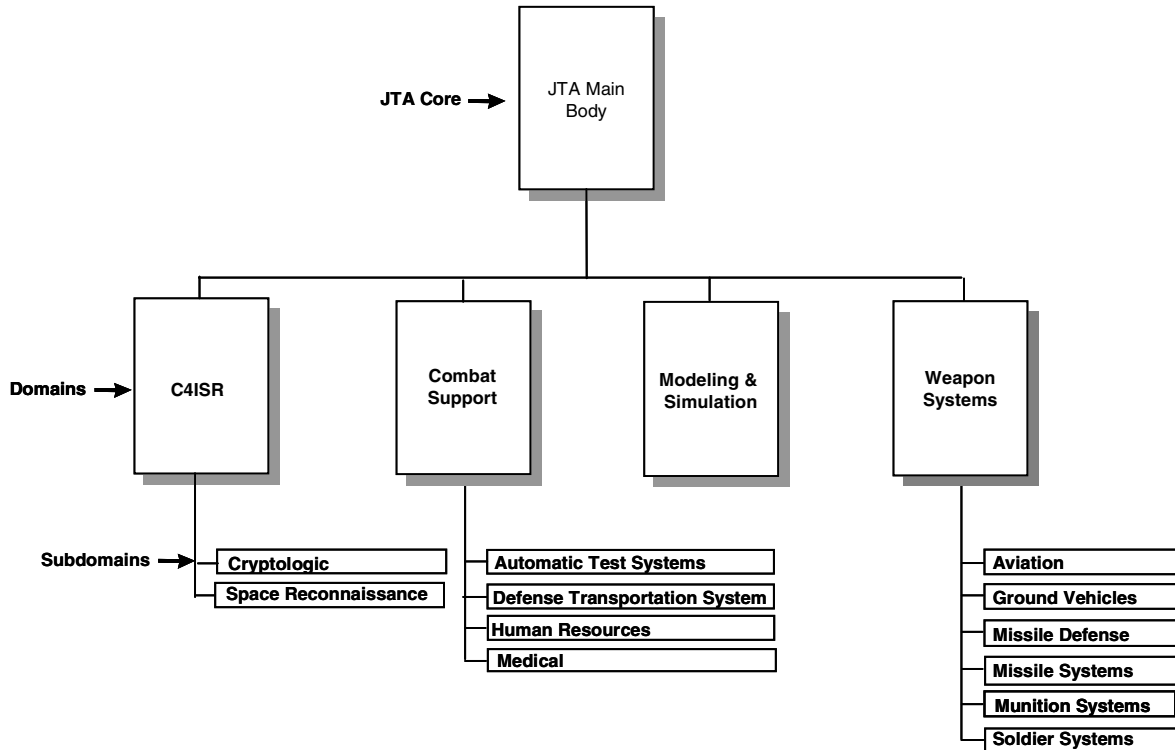 JTA Main
Body
JTA Core
Domains
C4ISR
Combat
Support
Modeling &
Simulation
Weapon
Systems
Subdomains
Cryptologic
Space Reconnaissance
Automatic Test Systems
Defense Transportation System
Human Resources
Medical
Aviation
Ground Vehicles
Missile Defense
Missile Systems
Munition Systems
Soldier Systems